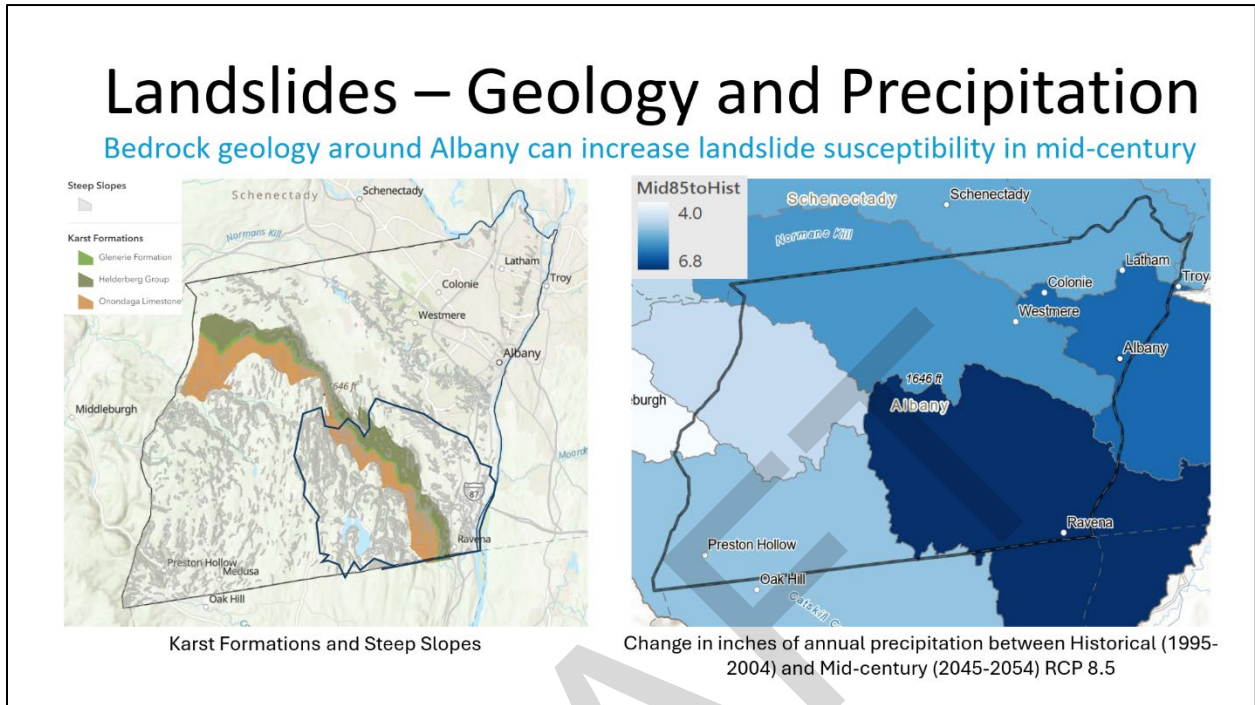 Landslides – Geology and Precipitation
Bedrock geology around Albany can increase landslide susceptibility in mid-century
Steep Slopes
Karst Formations
Glenerie Formation
Helderberg Group
Onondaga Limestone
Schenectady
Schenectady
Normans Kill
Latham
Troy
Colonie
Westmere
Albany
1646 ft
Middleburgh
87
Ravena
Preston Hollow
Medusa
Oak Hill
Karst Formations and Steep Slopes
Mid85toHist
4.0
6.8
Schenectady
Schenectady
Normans Kill
Latham
Troy
Colonie
Westmere
Albany
1646 ft
Albany
eburgh
Ravena
Preston Hollow
Oak Hill
Catskill C
Change in inches of annual precipitation between Historical (1995-
2004) and Mid-century (2045-2054) RCP 8.5